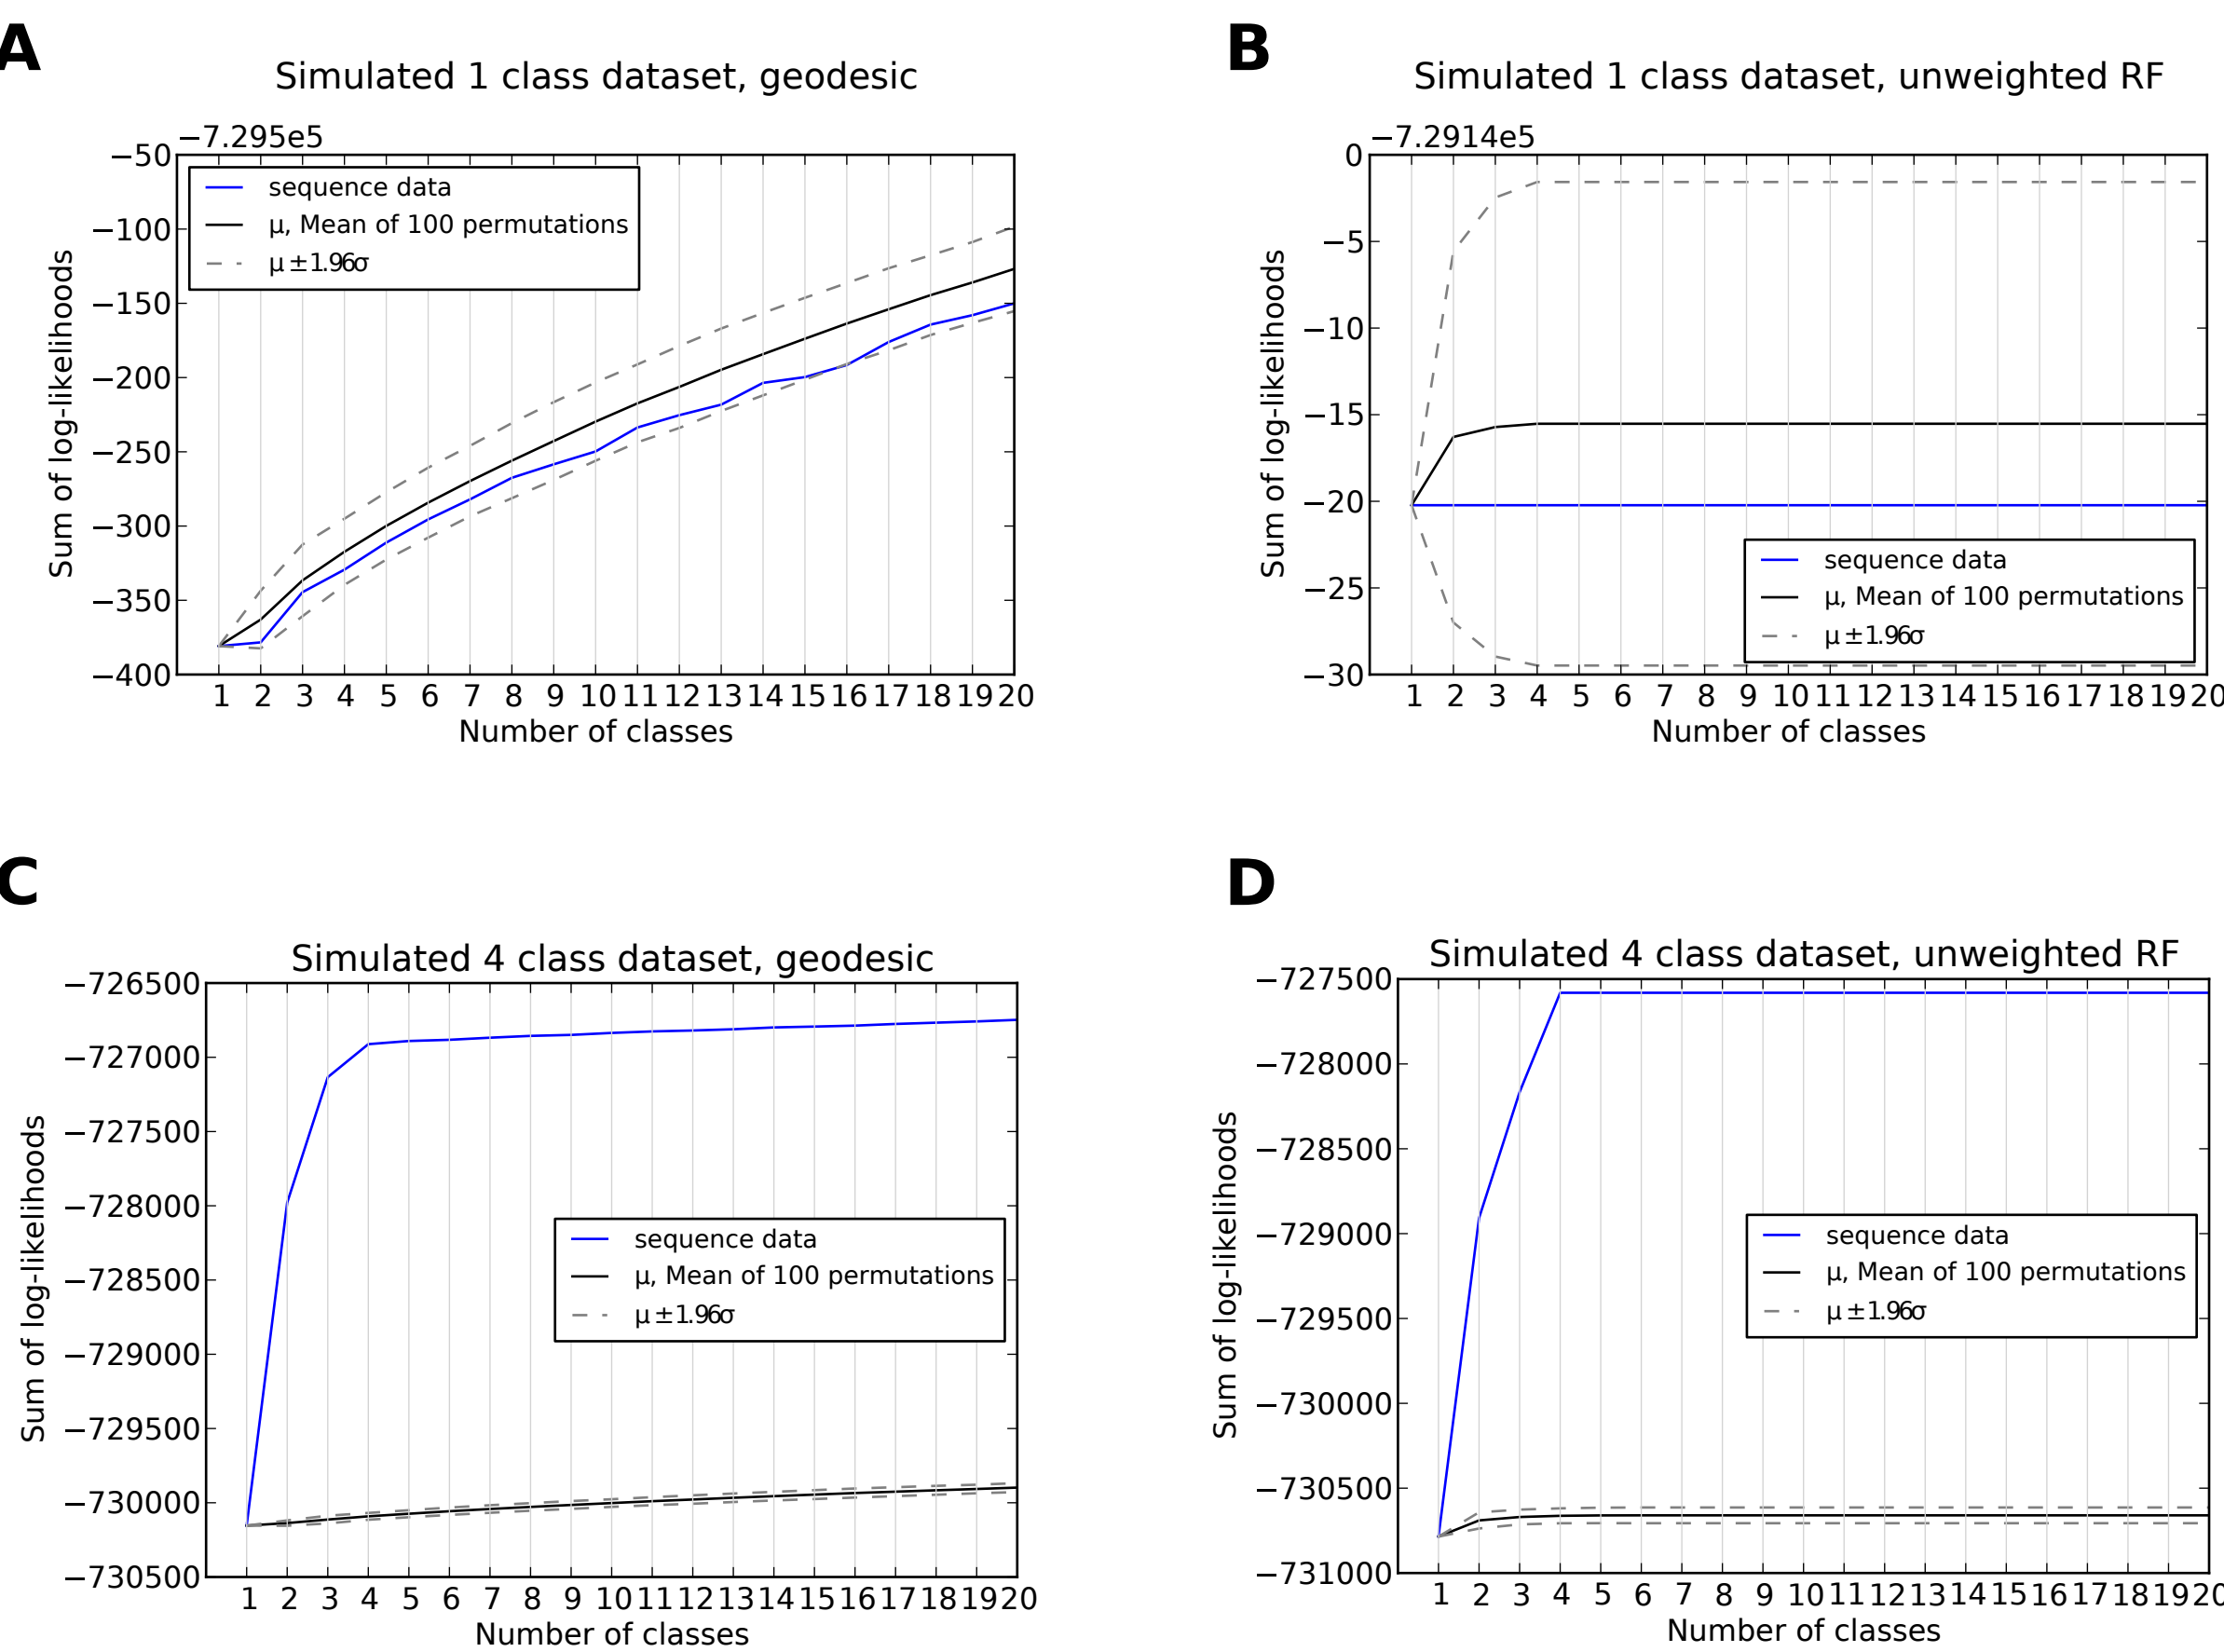 A
Simulated 1 class dataset, geodesic
−7.295e5
−50
−100
−150
−200
−250
−300
−350
−400
Sum of log-likelihoods
sequence data
μ, Mean of 100 permutations
μ±1.96σ
1 2 3 4 5 6 7 8 9 10 11 12 13 14 15 16 17 18 19 20
Number of classes
B
Simulated 1 class dataset, unweighted RF
−7.2914e5
0
−5
−10
−15
−20
−25
−30
Sum of log-likelihoods
sequence data
μ, Mean of 100 permutations
μ±1.96σ
1 2 3 4 5 6 7 8 9 10 11 12 13 14 15 16 17 18 19 20
Number of classes
C
Simulated 4 class dataset, geodesic
−726500
−727000
−727500
−728000
−728500
−729000
−729500
−730000
−730500
Sum of log-likelihoods
sequence data
μ, Mean of 100 permutations
μ±1.96σ
1 2 3 4 5 6 7 8 9 10 11 12 13 14 15 16 17 18 19 20
Number of classes
D
Simulated 4 class dataset, unweighted RF
−727500
−728000
−728500
−729000
−729500
−730000
−730500
−731000
Sum of log-likelihoods
sequence data
μ, Mean of 100 permutations
μ±1.96σ
1 2 3 4 5 6 7 8 9 10 11 12 13 14 15 16 17 18 19 20
Number of classes